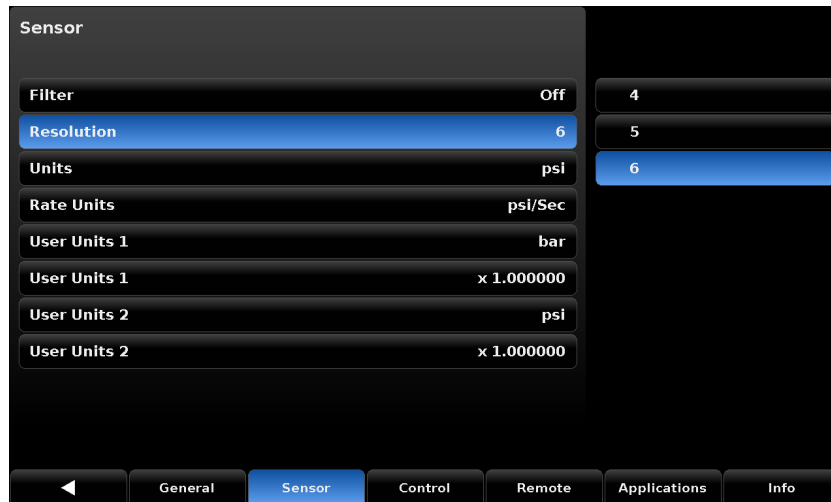 Sensor
Filter Off
Resolution 6
Units psi
Rate Units psi/Sec
User Units 1 bar
User Units 1 x 1.000000
User Units 2 psi
User Units 2 x 1.000000
4
5
6
General Sensor Control Remote Applications Info